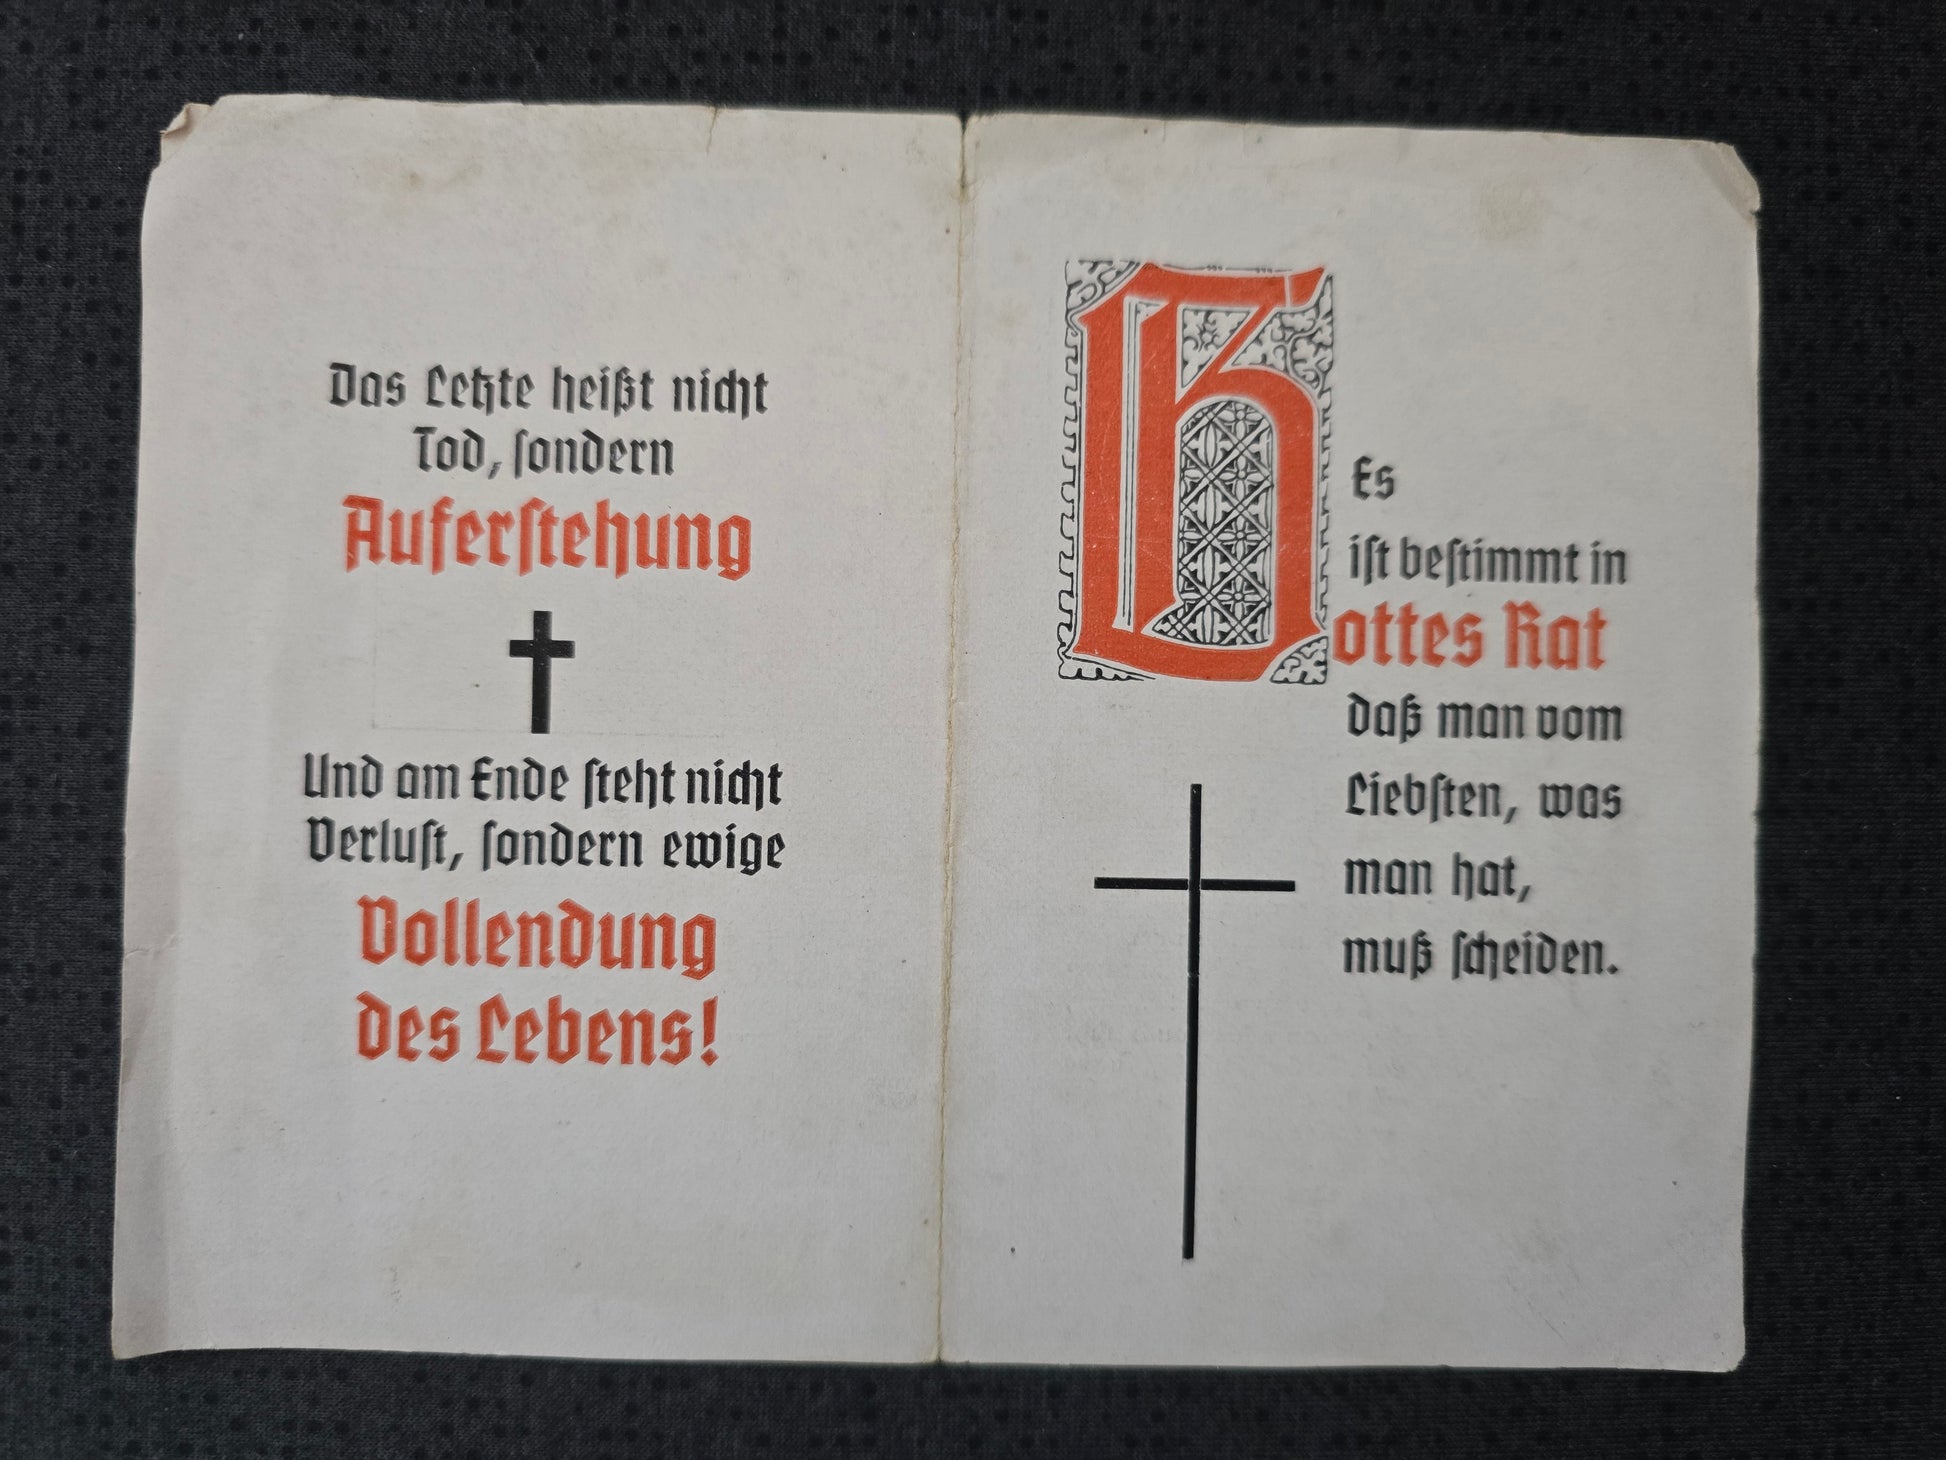 Das Letzte heißt nicht
Tod, sondern
Auferstehung
Und am Ende steht nicht
Verlust, sondern ewige
Vollendung
des Lebens!
Es
ist bestimmt in
Gottes Rat
daß man vom
Liebsten, was
man hat,
muß scheiden.